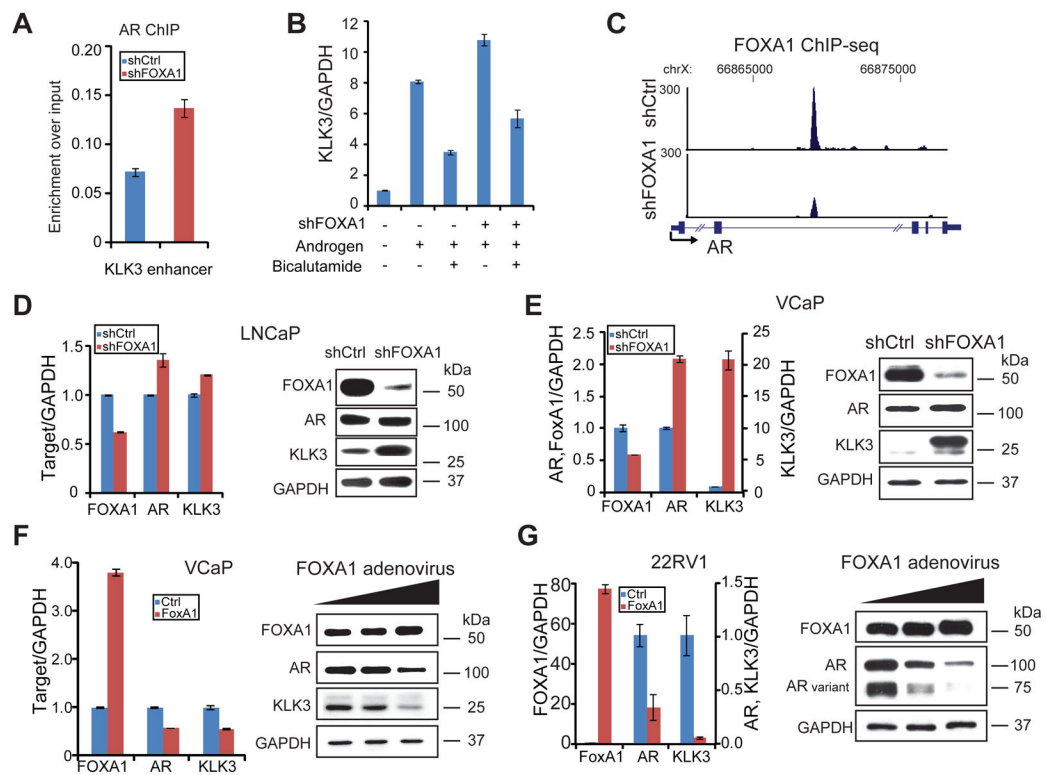 A
AR ChIP
0.20
0.15
0.10
0.05
0
Enrichment over input
shCtrl
shFOXA1
KLK3 enhancer
B
14
12
10
8
6
4
2
0
KLK3/GAPDH
shFOXA1 - - - + +
Androgen - + + + +
Bicalutamide - - + - +
C
FOXA1 ChIP-seq
chrX: 66865000 66875000
300
shCtrl
300
shFOXA1
AR
D
LNCaP
shCtrl
shFOXA1
1.5
1.0
0.5
0
Target/GAPDH
FOXA1 AR KLK3
shCtrl shFOXA1
kDa
FOXA1 50
AR 100
KLK3 25
GAPDH 37
E
VCaP
shCtrl
shFOXA1
2.5
2.0
1.5
1.0
0.5
0.0
AR,FoxA1/GAPDH
25
20
15
10
5
0
KLK3/GAPDH
FOXA1 AR KLK3
shCtrl shFOXA1
kDa
FOXA1 50
AR 100
KLK3 25
GAPDH 37
F
VCaP
4.0
3.0
2.0
1.0
0
Target/GAPDH
Ctrl
FoxA1
FOXA1 AR KLK3
FOXA1 adenovirus
kDa
FOXA1 50
AR 100
KLK3 25
GAPDH 37
G
22RV1
80
60
40
20
0
FOXA1/GAPDH
Ctrl
FoxA1
1.5
1.0
0.5
0.0
AR, KLK3/GAPDH
FoxA1 AR KLK3
FOXA1 adenovirus
kDa
FOXA1 50
AR 100
AR variant 75
GAPDH 37